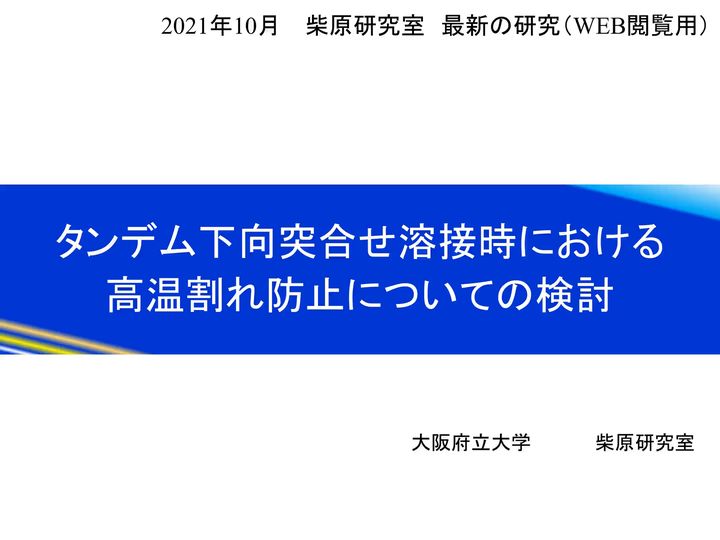 2021年10月　柴原研究室　最新の研究（WEB閲覧用）
タンデム下向突合せ溶接時における
高温割れ防止についての検討
大阪府立大学　　　柴原研究室